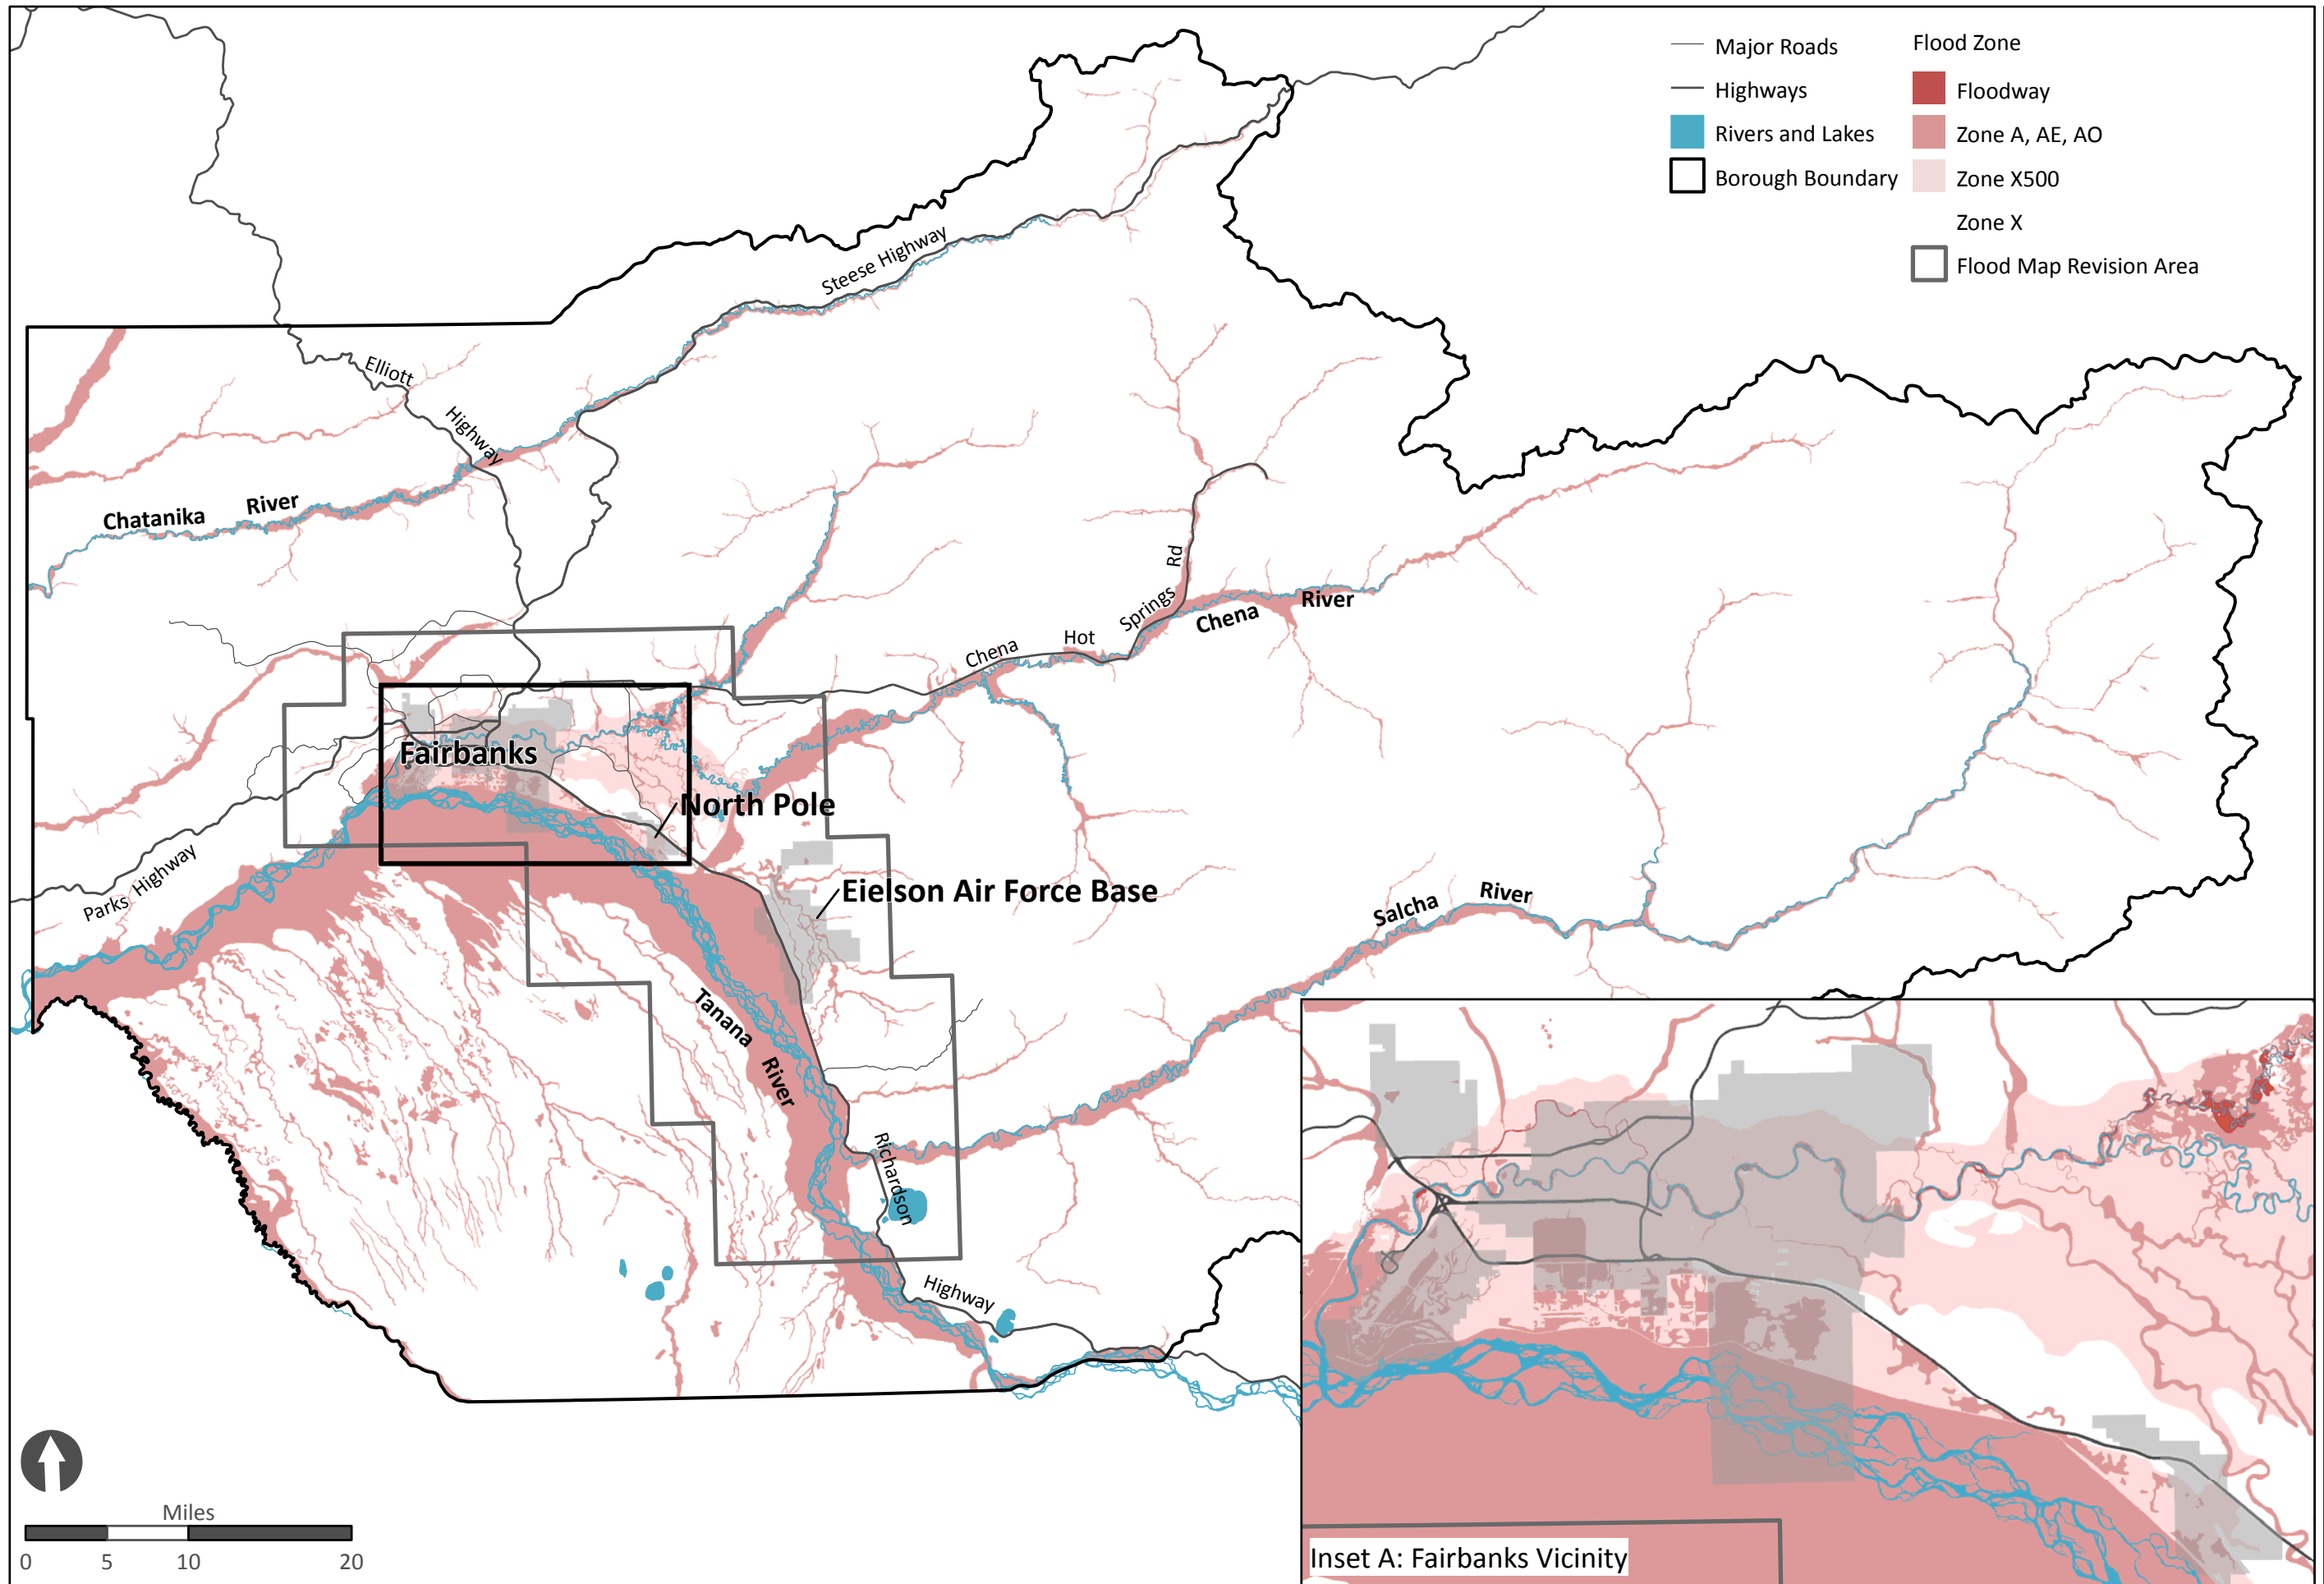 Major Roads
Highways
Rivers and Lakes
Borough Boundary
Flood Zone
Floodway
Zone A, AE, AO
Zone X500
Zone X
Flood Map Revision Area
Steese Highway
Elliott
Highway
Chatanika River
Chena Hot Springs Rd
Chena River
Fairbanks
North Pole
Eielson Air Force Base
Parks Highway
Salcha River
Tanana River
Richardson
Highway
Miles
0 5 10 20
Inset A: Fairbanks Vicinity